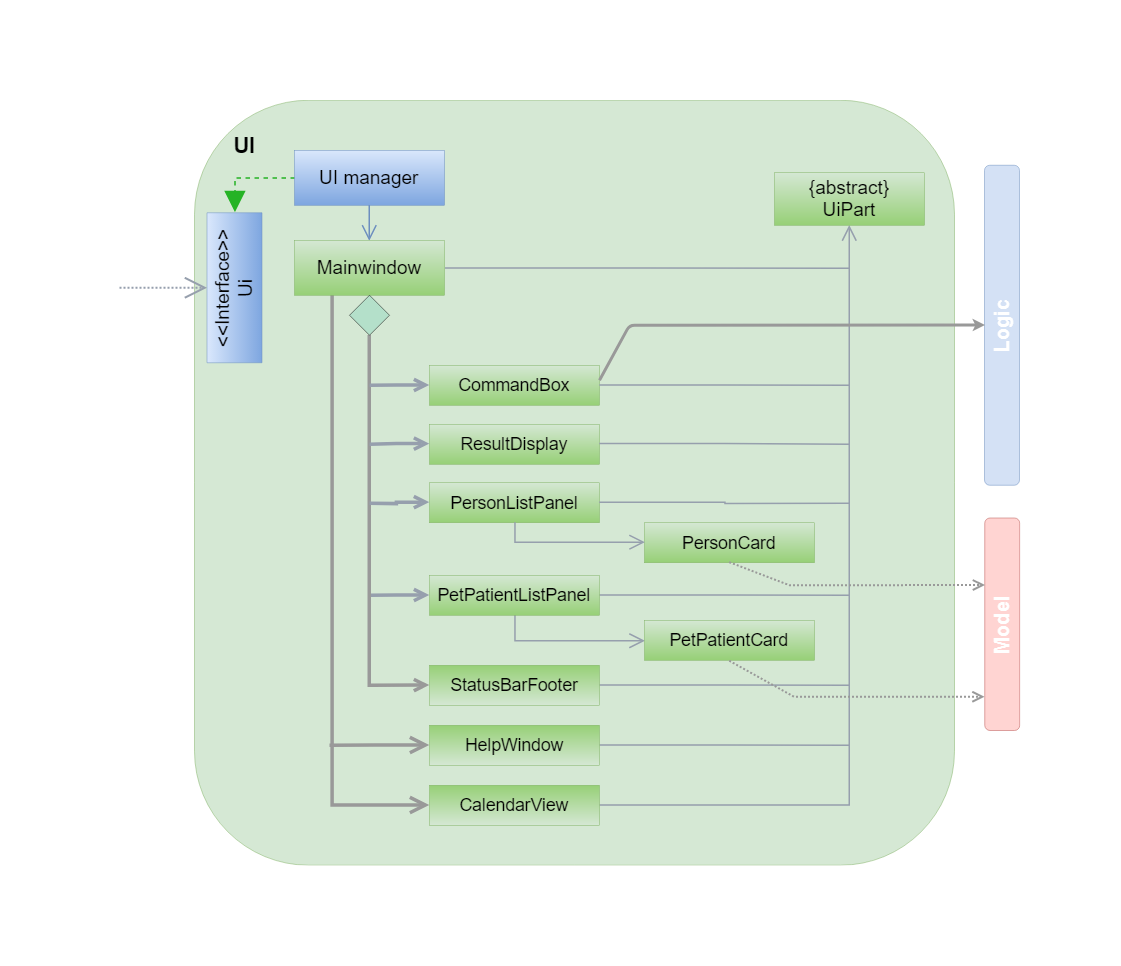 UI
UI manager
<<Interface>>
Ui
Mainwindow
{abstract}
UiPart
CommandBox
ResultDisplay
PersonListPanel
PersonCard
PetPatientListPanel
PetPatientCard
StatusBarFooter
HelpWindow
CalendarView
Logic
Model